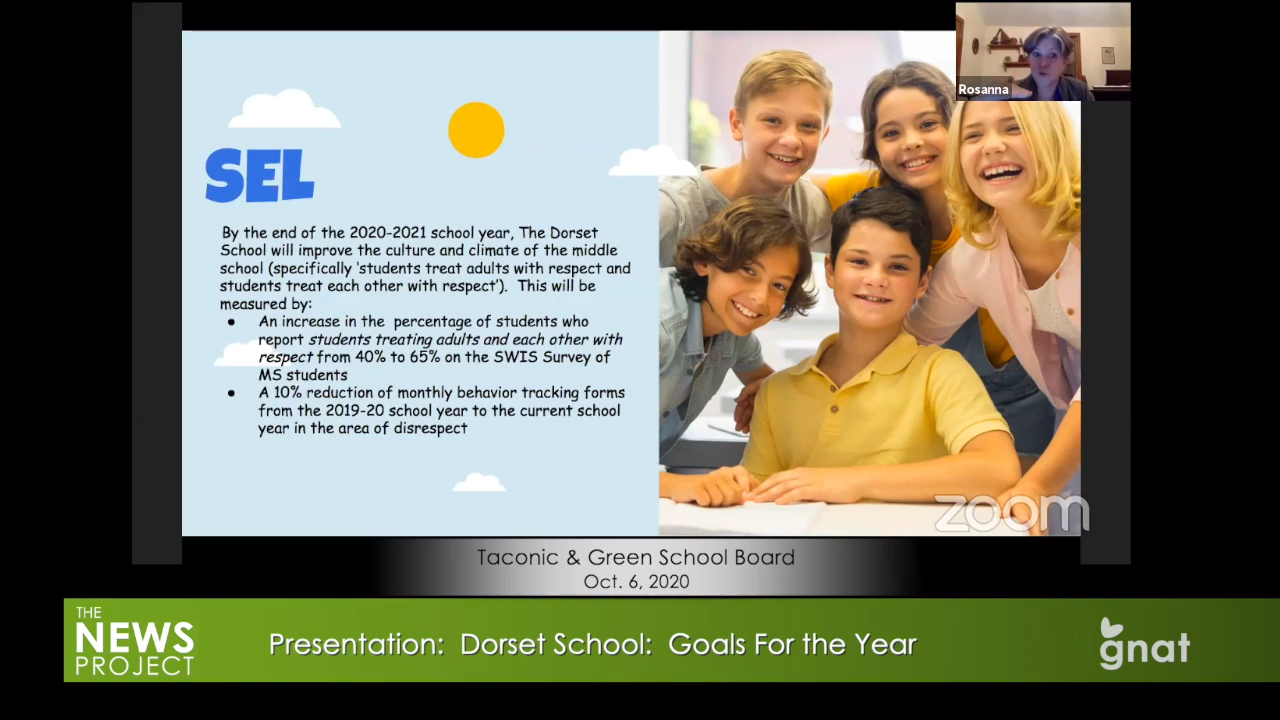 Rosanna
SEL
By the end of the 2020-2021 school year, The Dorset
School will improve the culture and climate of the middle
school (specifically 'students treat adults with respect and
students treat each other with respect'). This will be
measured by:
● An increase in the percentage of students who
report students treating adults and each other with
respect from 40% to 65% on the SWIS Survey of
MS students
● A 10% reduction of monthly behavior tracking forms
from the 2019-20 school year to the current school
year in the area of disrespect
zoom
Taconic & Green School Board
Oct. 6, 2020
THE
NEWS
PROJECT
Presentation: Dorset School: Goals For the Year
gnat